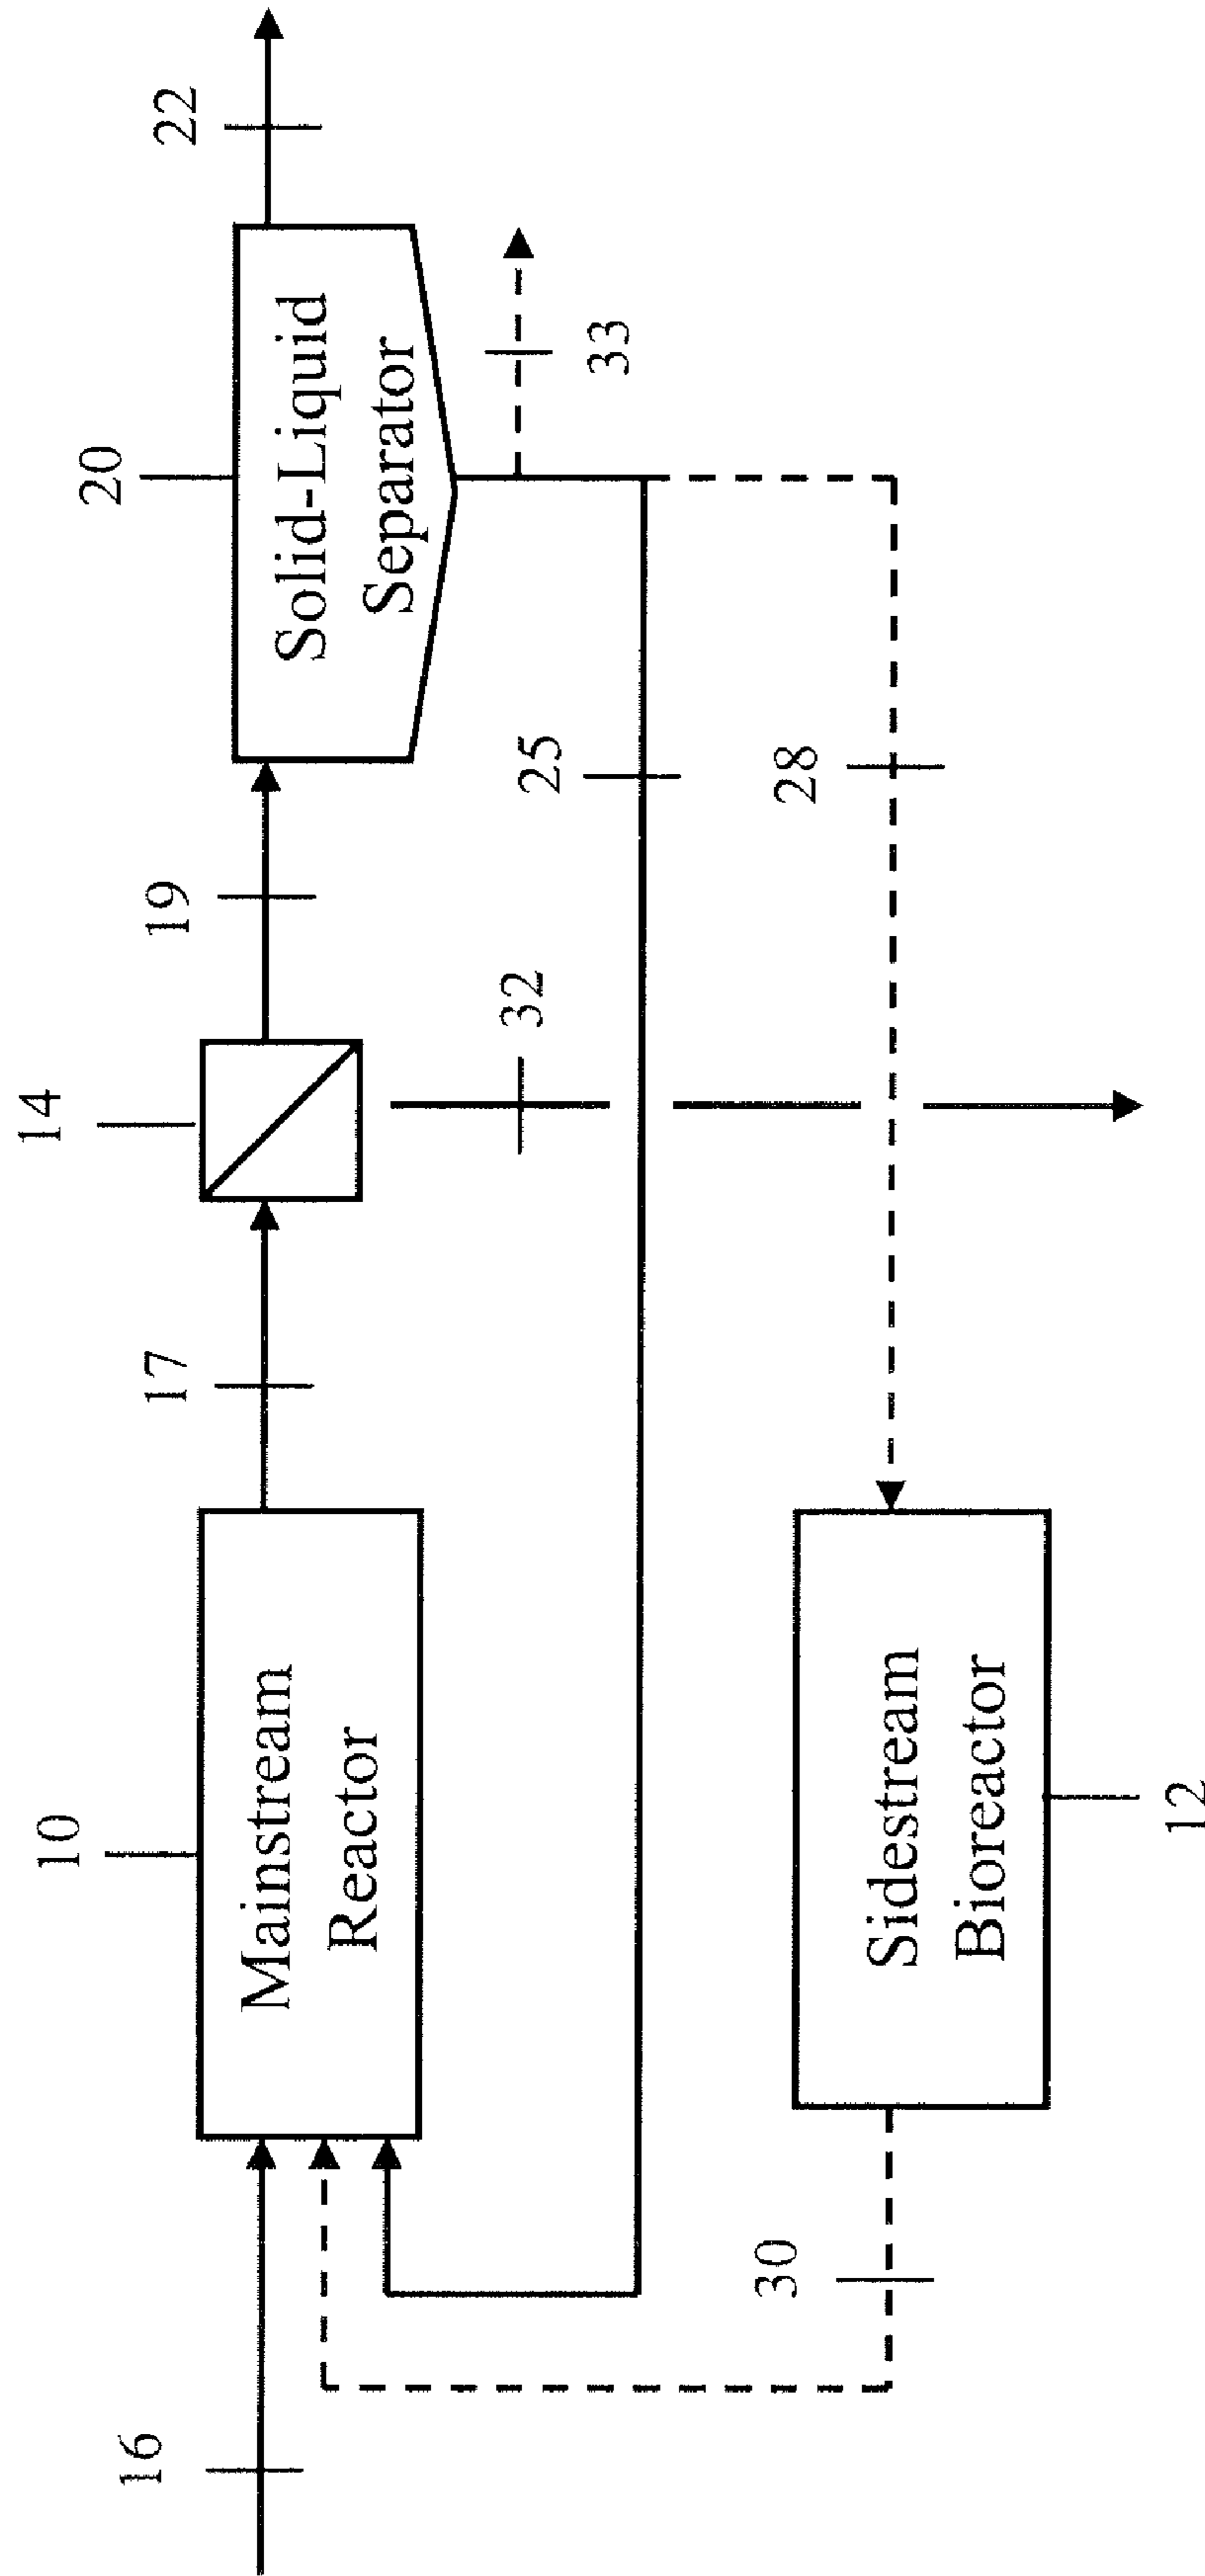 14
20
22
10
17
19
16
Mainstream
Reactor
Solid-Liquid
Separator
32
33
25
30
28
Sidestream
Bioreactor
12